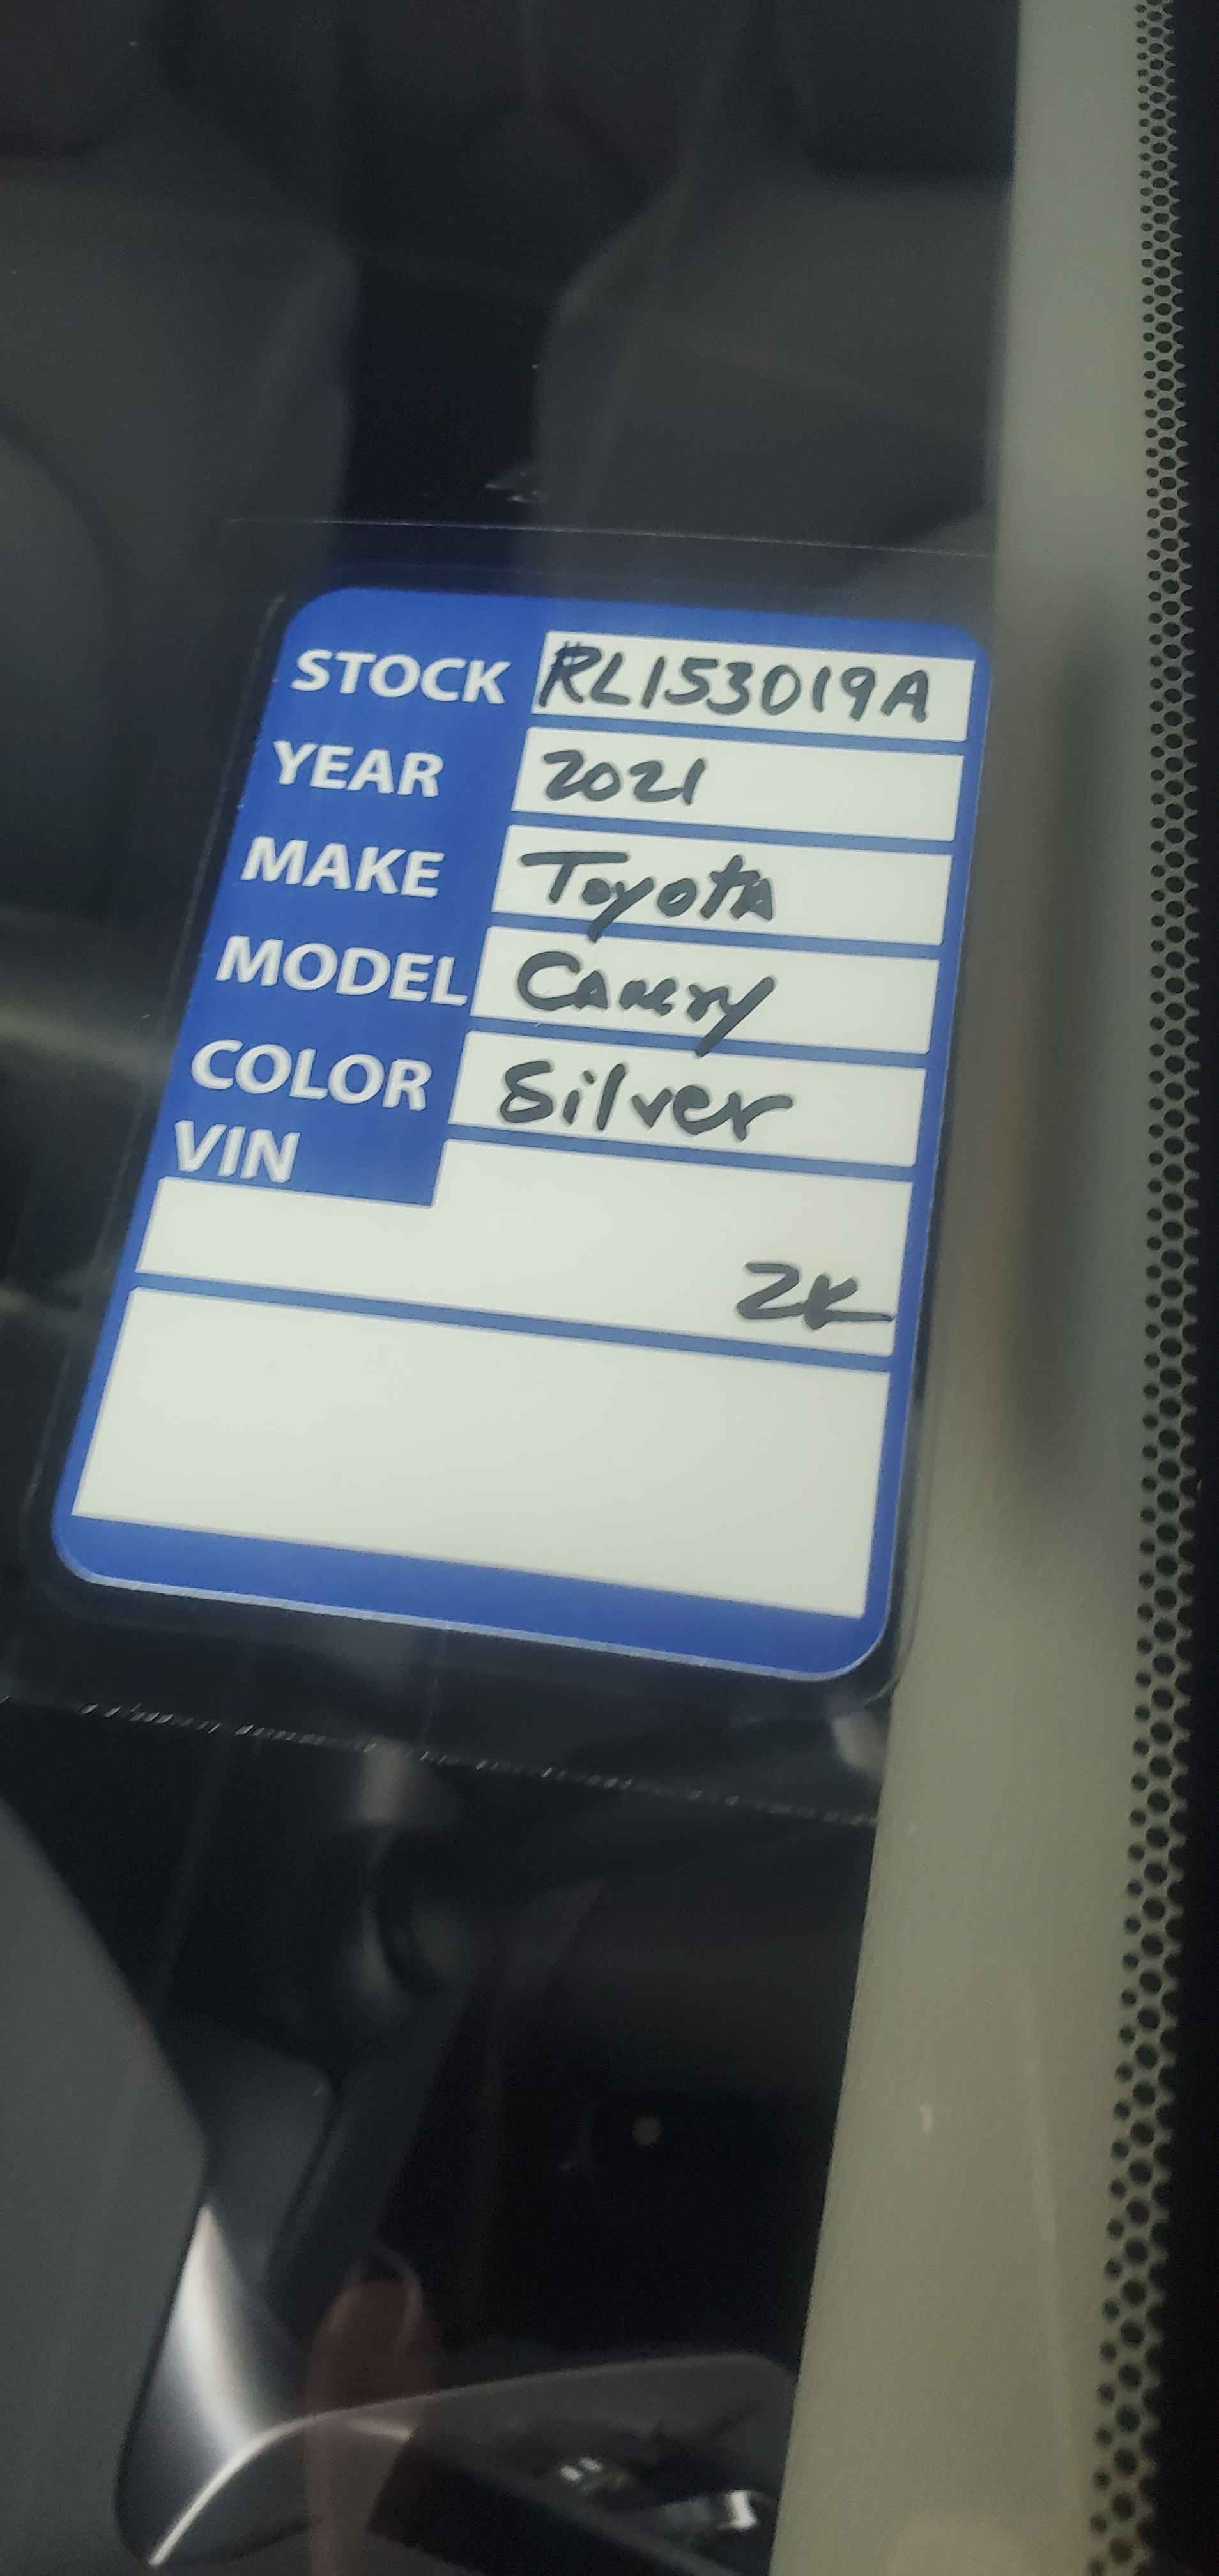 STOCK RL153019A
YEAR 2021
MAKE Toyota
MODEL Camry
COLOR Silver
VIN
2K